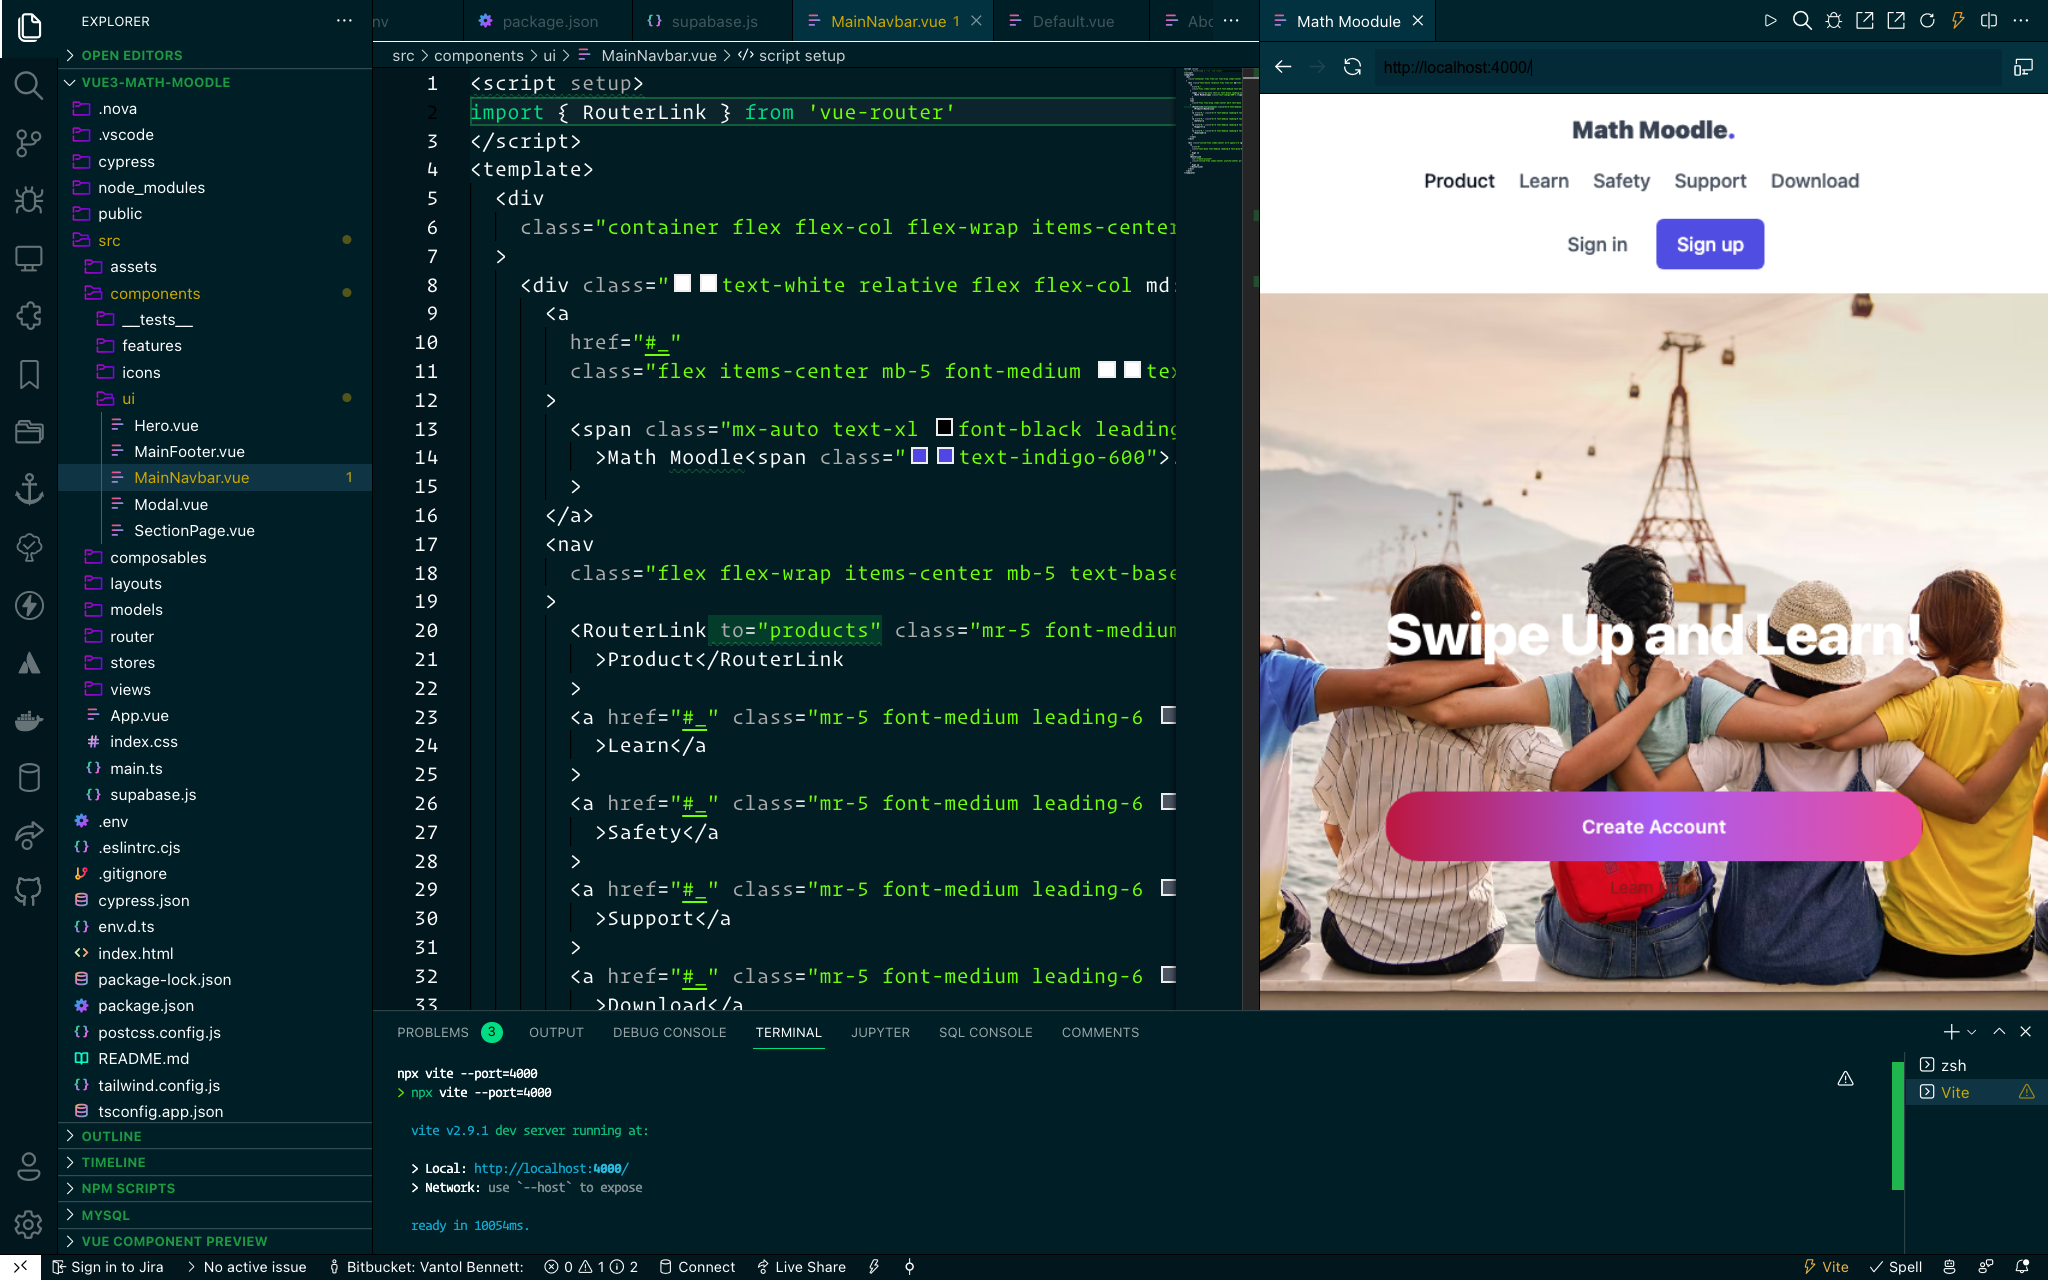 EXPLORER
OPEN EDITORS
VUE3-MATH-MOODLE
.nova
.vscode
cypress
node_modules
public
src
assets
components
__tests__
features
icons
ui
Hero.vue
MainFooter.vue
MainNavbar.vue 1
Modal.vue
SectionPage.vue
composables
layouts
models
router
stores
views
App.vue
index.css
main.ts
supabase.js
.env
.eslintrc.cjs
.gitignore
cypress.json
env.d.ts
index.html
package-lock.json
package.json
postcss.config.js
README.md
tailwind.config.js
tsconfig.app.json
OUTLINE
TIMELINE
NPM SCRIPTS
MYSQL
VUE COMPONENT PREVIEW
nv package.json supabase.js MainNavbar.vue 1 Default.vue Abo
src > components > ui > MainNavbar.vue > script setup
1 <script setup>
2 import { RouterLink } from 'vue-router'
3 </script>
4 <template>
5 <div
6 class="container flex flex-col flex-wrap items-center
7 >
8 <div class="text-white relative flex flex-col md:
9 <a
10 href="#_"
11 class="flex items-center mb-5 font-medium tex
12 >
13 <span class="mx-auto text-xl font-black leading
14 >Math Moodle<span class="text-indigo-600">.
15 >
16 </a>
17 <nav
18 class="flex flex-wrap items-center mb-5 text-base
19 >
20 <RouterLink to="products" class="mr-5 font-medium
21 >Product</RouterLink
22 >
23 <a href="#_" class="mr-5 font-medium leading-6
24 >Learn</a
25 >
26 <a href="#_" class="mr-5 font-medium leading-6
27 >Safety</a
28 >
29 <a href="#_" class="mr-5 font-medium leading-6
30 >Support</a
31 >
32 <a href="#_" class="mr-5 font-medium leading-6
33 >Download</a
Math Moodule
http://localhost:4000/
Math Moodle.
Product Learn Safety Support Download
Sign in Sign up
Swipe Up and Learn!
Create Account
Learn
PROBLEMS 3 OUTPUT DEBUG CONSOLE TERMINAL JUPYTER SQL CONSOLE COMMENTS
npx vite --port=4000
> npx vite --port=4000
vite v2.9.1 dev server running at:
> Local: http://localhost:4000/
> Network: use `--host` to expose
ready in 10054ms.
zsh
Vite
Sign in to Jira No active issue Bitbucket: Vantol Bennett: 0 1 2 Connect Live Share Vite Spell